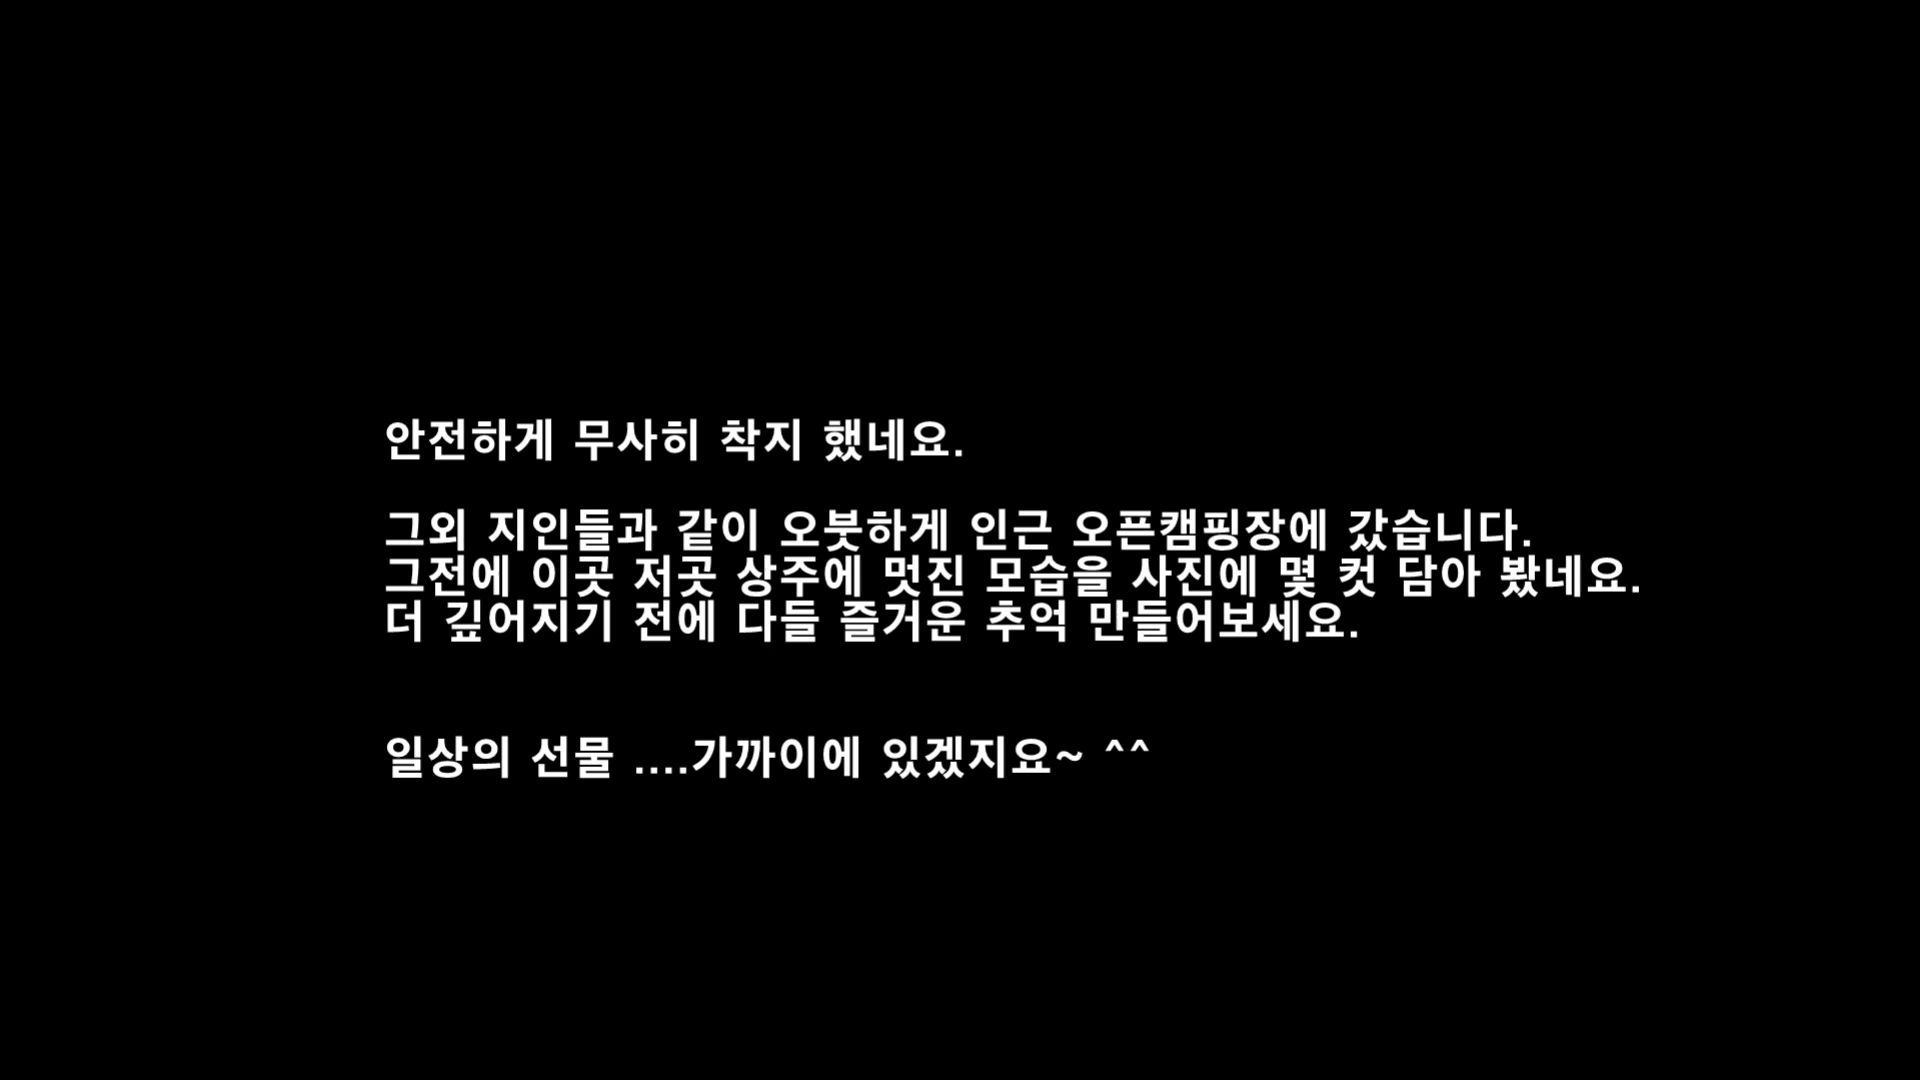 안전하게 무사히 착지 했네요.
그외 지인들과 같이 오붓하게 인근 오픈캠핑장에 갔습니다.
그전에 이곳 저곳 상주에 멋진 모습을 사진에 몇 컷 담아 봤네요.
더 깊어지기 전에 다들 즐거운 추억 만들어보세요.
일상의 선물 ....가까이에 있겠지요~ ^^